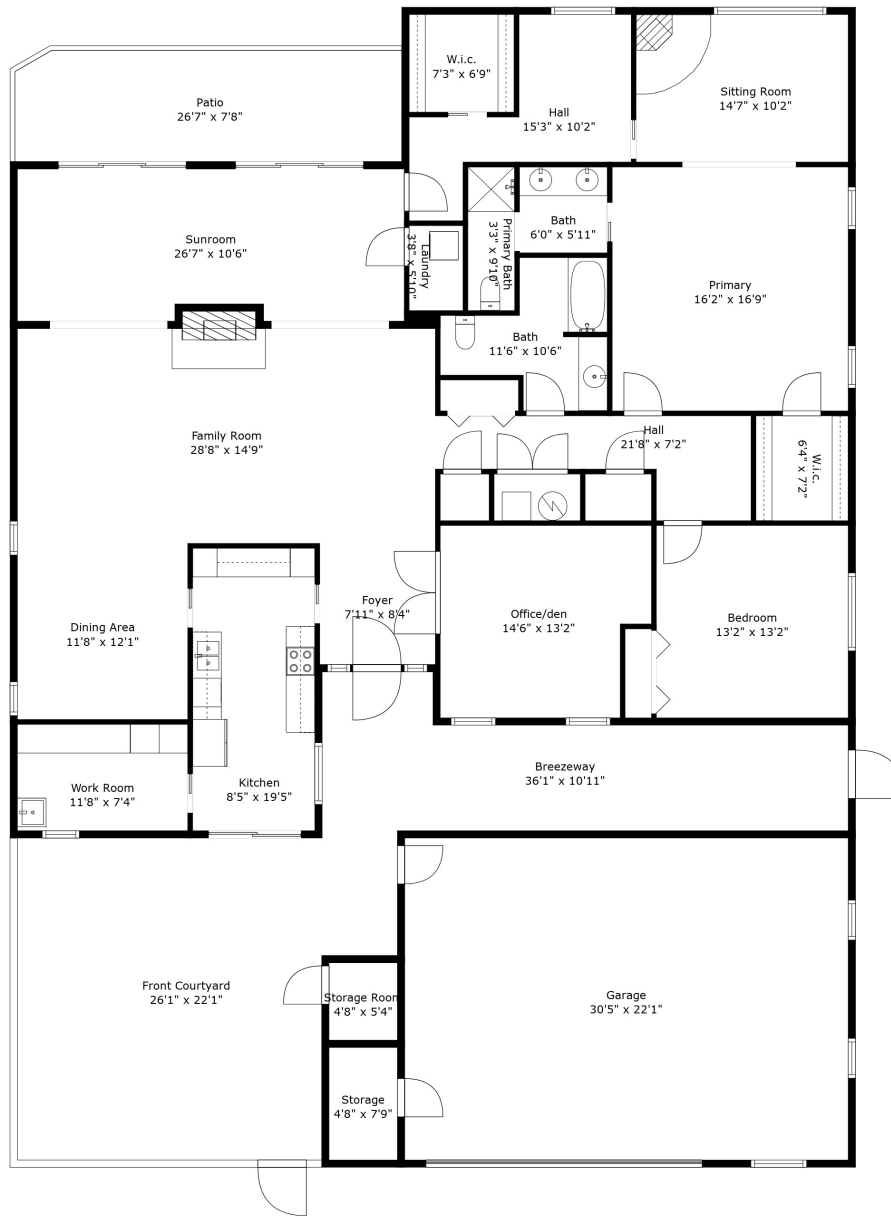 W.i.c.
7'3" x 6'9"
Hall
15'3" x 10'2"
Sitting Room
14'7" x 10'2"
Patio
26'7" x 7'8"
Sunroom
26'7" x 10'6"
Laundry
3'8" x 5'10"
Primary Bath
3'3" x 9'10"
Bath
6'0" x 5'11"
Primary
16'2" x 16'9"
Bath
11'6" x 10'6"
Family Room
28'8" x 14'9"
Hall
21'8" x 7'2"
W.i.c.
6'4" x 7'2"
Dining Area
11'8" x 12'1"
Foyer
7'11" x 8'4"
Office/den
14'6" x 13'2"
Bedroom
13'2" x 13'2"
Work Room
11'8" x 7'4"
Kitchen
8'5" x 19'5"
Breezeway
36'1" x 10'11"
Front Courtyard
26'1" x 22'1"
Storage Room
4'8" x 5'4"
Garage
30'5" x 22'1"
Storage
4'8" x 7'9"